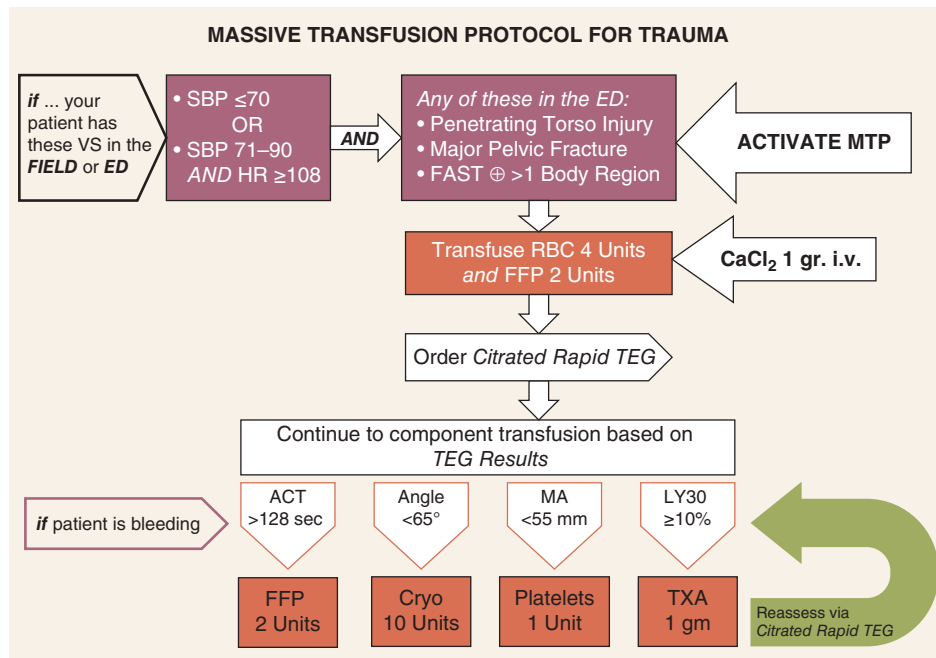 MASSIVE TRANSFUSION PROTOCOL FOR TRAUMA
if ... your
patient has
these VS in the
FIELD or ED
• SBP ≤70
OR
• SBP 71–90
AND HR ≥108
AND
Any of these in the ED:
• Penetrating Torso Injury
• Major Pelvic Fracture
• FAST ⊕ >1 Body Region
ACTIVATE MTP
Transfuse RBC 4 Units
and FFP 2 Units
CaCl₂ 1 gr. i.v.
Order Citrated Rapid TEG
Continue to component transfusion based on
TEG Results
if patient is bleeding
ACT
>128 sec
Angle
<65°
MA
<55 mm
LY30
≥10%
FFP
2 Units
Cryo
10 Units
Platelets
1 Unit
TXA
1 gm
Reassess via
Citrated Rapid TEG